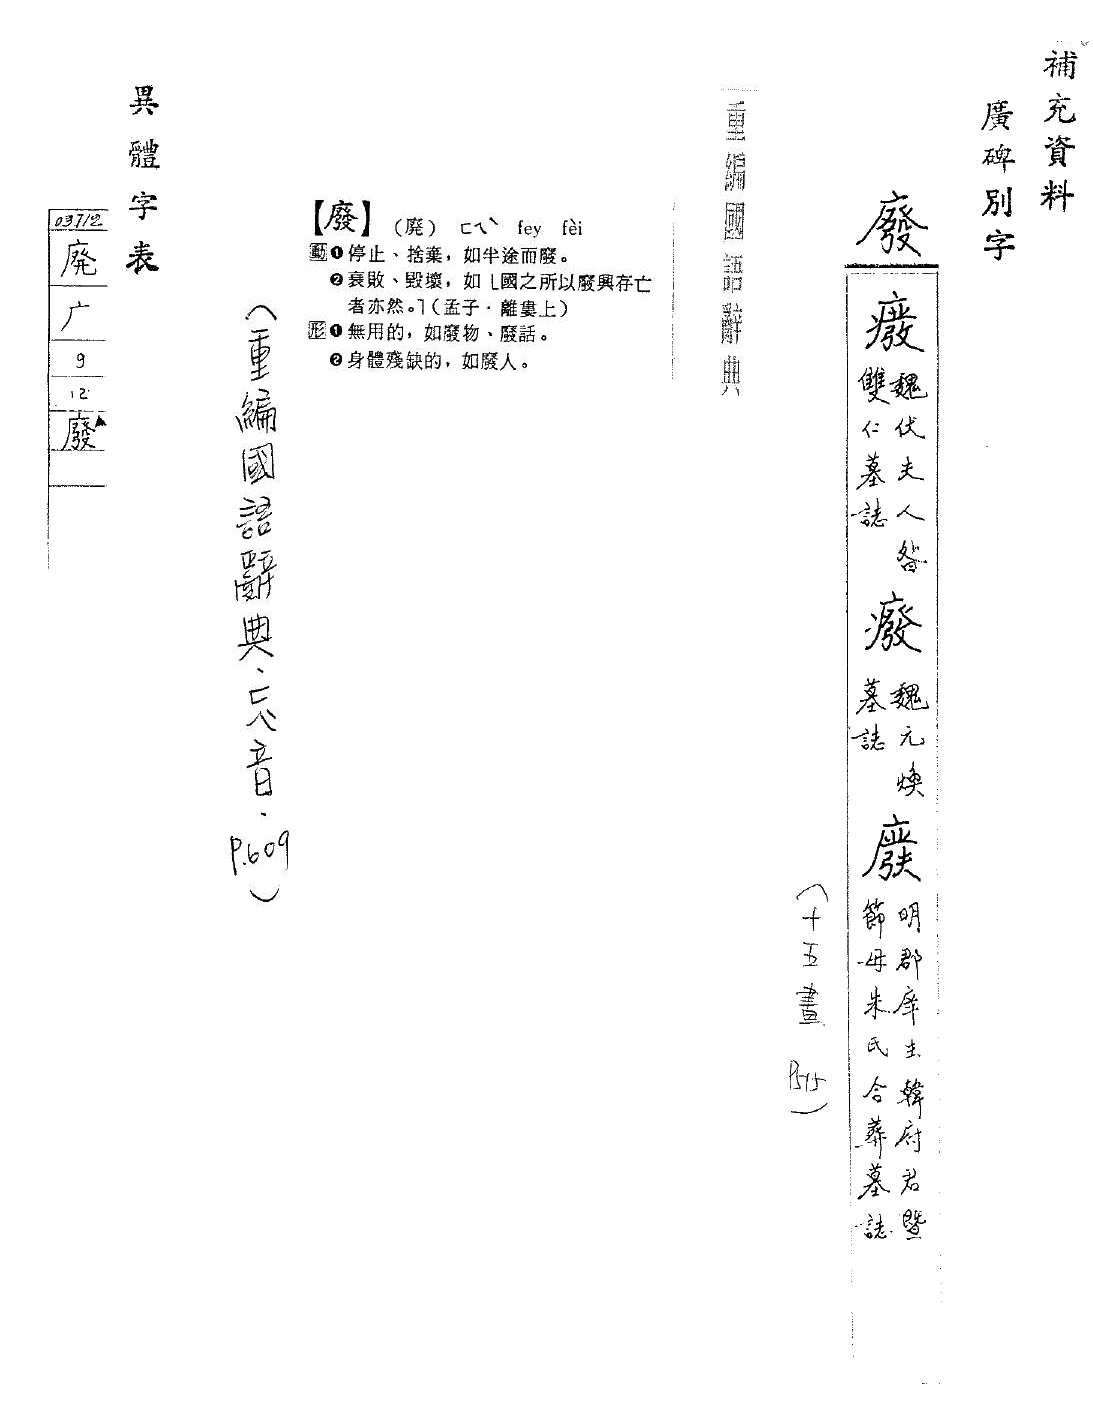 補充資料
廣碑別字
廢
癈 魏伏夫人昝
雙仁墓誌
癈 魏元煥
墓誌
明郡庠生韓府君暨
節母朱氏合葬墓誌
（十五畫 P515）
重編國語辭典
【廢】（廃） ㄈㄟˋ fey fèi
動❶停止、捨棄，如半途而廢。
❷衰敗、毀壞，如「國之所以廢興存亡
者亦然。」（孟子．離婁上）
形❶無用的，如廢物、廢話。
❷身體殘缺的，如廢人。
（重編國語辭典．ㄈㄟ音．P.609）
異體字表
03712
廃
广
9
12
廢